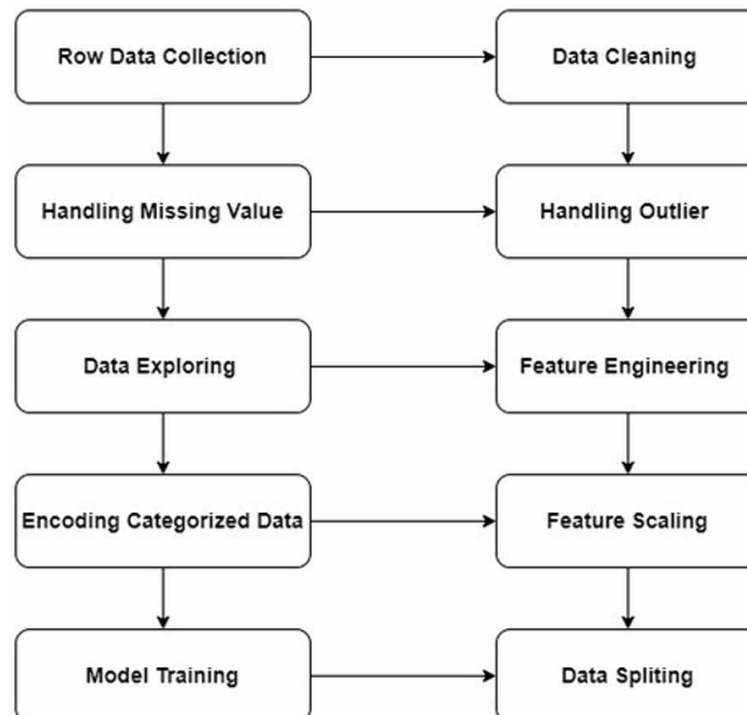 Row Data Collection
Data Cleaning
Handling Missing Value
Handling Outlier
Data Exploring
Feature Engineering
Encoding Categorized Data
Feature Scaling
Model Training
Data Spliting